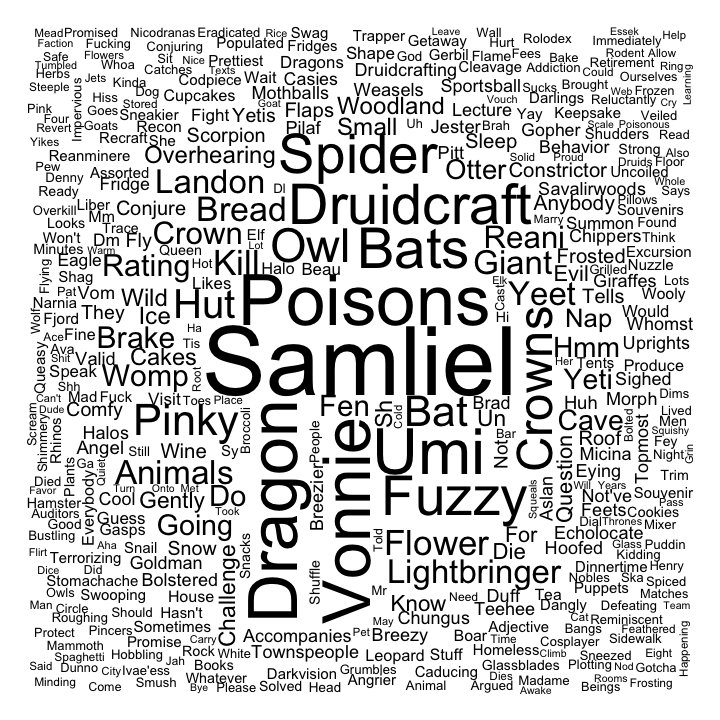 Mead Promised Nicodranas Eradicated Rice Swag Trapper Leave Wall Rolodex Essek Help
Faction Fucking Conjuring Populated Fridges Getaway Hurt Immediately
Safe Flowers Sit Nice Prettiest Dragons Shape God Gerbil Flame Fees Bake Rodent Allow
Tumbled Whoa Catches Texts Casies Druidcrafting Cleavage Addiction Could Retirement Ring
Herbs Jets Kinda Codpiece Wait Mothballs Weasels Sportsball Sucks Brought Ourselves
Steeple Dog Cupcakes Goat Web Frozen Learning
Pink Impervious Hiss Stored Sneakier Fight Yetis Flaps Woodland Lecture Vouch Darlings Reluctantly Cry
Four Goes Recon Scorpion Pilaf Small Uh Jester Brah Yay Keepsake Veiled
Revert Goats Recraft She Gopher Shudders Scale Poisonous Read
Yikes Reanminere Overhearing Spider Pitt Sleep Behavior Strong Also
Pew Assorted Landon Otter Solid Proud Constrictor Druids Floor
Denny Fridge Uncoiled Whole
Ready Liber Conjure Bread DI Druidcraft Savalirwoods Pillows Says
Overkill Mm Crown Elf Marry Anybody Souvenirs
Looks Trace Owl Bats Reani Summon Found
Won't Dm Fly Queen Lot Chippers Think
Minutes Warm Rating Hot Kill Halo Beau Giant Frosted Excursion
Eagle Shag Likes Evil Grilled Nuzzle
Flying Pat Vom Wild Hut Poisons Elk Yeet Tells Giraffes Lots
Narnia They Cast Wooly
Wolf Fjord Ice Ha Hi Nap Would
Ace Fine Brake Tis Samliel Crowns Hmm Whomst
Queasy Ava Valid Cakes Uprights
Shit Speak Womp Root Her Tents Produce
Shh Yeti Sighed
Can't Mad Fuck Visit Toes Place Fen Sh Bat Brad Huh Morph Dims
Dude Comfy Pinky Cold Un Cave Bolted Topmost Lived
Scream Shimmery Halos Broccoli Dragon Vonnie Umi Not Bar Roof Men Squishy
Rhinos Angel Still Wine Sy People Micina Fey
Plants Ga Quiet Animals Question Eying Night Grin
Died Turn Onto Met Fuzzy Squeals Aslan Will Years Trim
Favor Everybody Cool Gently Do Breezier Not've Souvenir
Hamster Took Feets Cookies Pass
Auditors Guess Going Dial Thrones Mixer
Good Gasps Told Flower For Echolocate
Bustling Aha Snacks Die Hoofed Glass Puddin
Flirt Snail Snow Challenge Kidding
Terrorizing Goldman Shuffle Lightbringer Dinnertime Henry
Dice Did Bolstered Nobles Ska Spiced
Stomachache Mr Need Duff Tea Puppets Matches
Owls Swooping House Know Teehee Dangly Defeating Team
Man Circle Should Hasn't May Chungus Cat Reminiscent
Roughing Adjective Bangs Feathered
Protect Pincers Sometimes Accompanies Pet Breezy Boar Time Cosplayer Sidewalk
Mammoth Promise Carry Townspeople Homeless Climb Sneezed Eight Happening
Spaghetti Hobbling Jah Rock White Leopard Stuff Glassblades Plotting Nod Gotcha
Said Dunno City Ivae'ess Books Darkvision Grumbles Caducing Dies Madame Rooms
Minding Come Smush Whatever Bye Please Solved Head Angrier Animal Argued Awake Beings Frosting